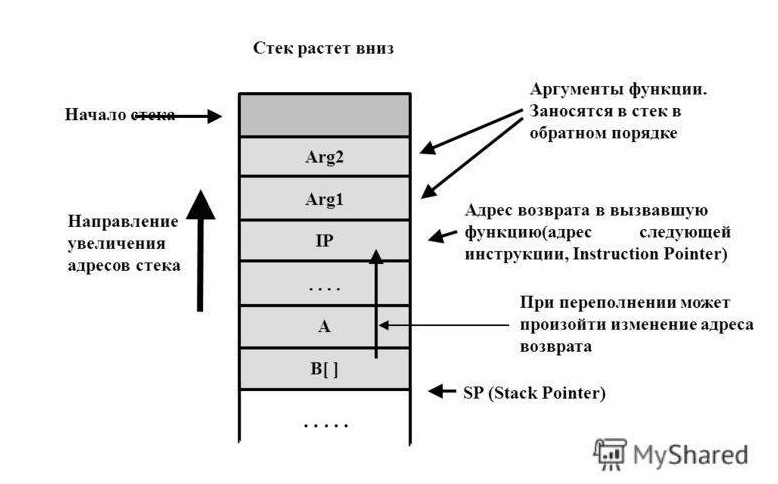 Стек растет вниз
Начало стека
Аргументы функции.
Заносятся в стек в
обратном порядке
Arg2
Arg1
Направление
увеличения
адресов стека
IP
Адрес возврата в вызвавшую
функцию(адрес следующей
инструкции, Instruction Pointer)
. . . .
A
При переполнении может
произойти изменение адреса
возврата
B[ ]
SP (Stack Pointer)
. . . . .
MyShared